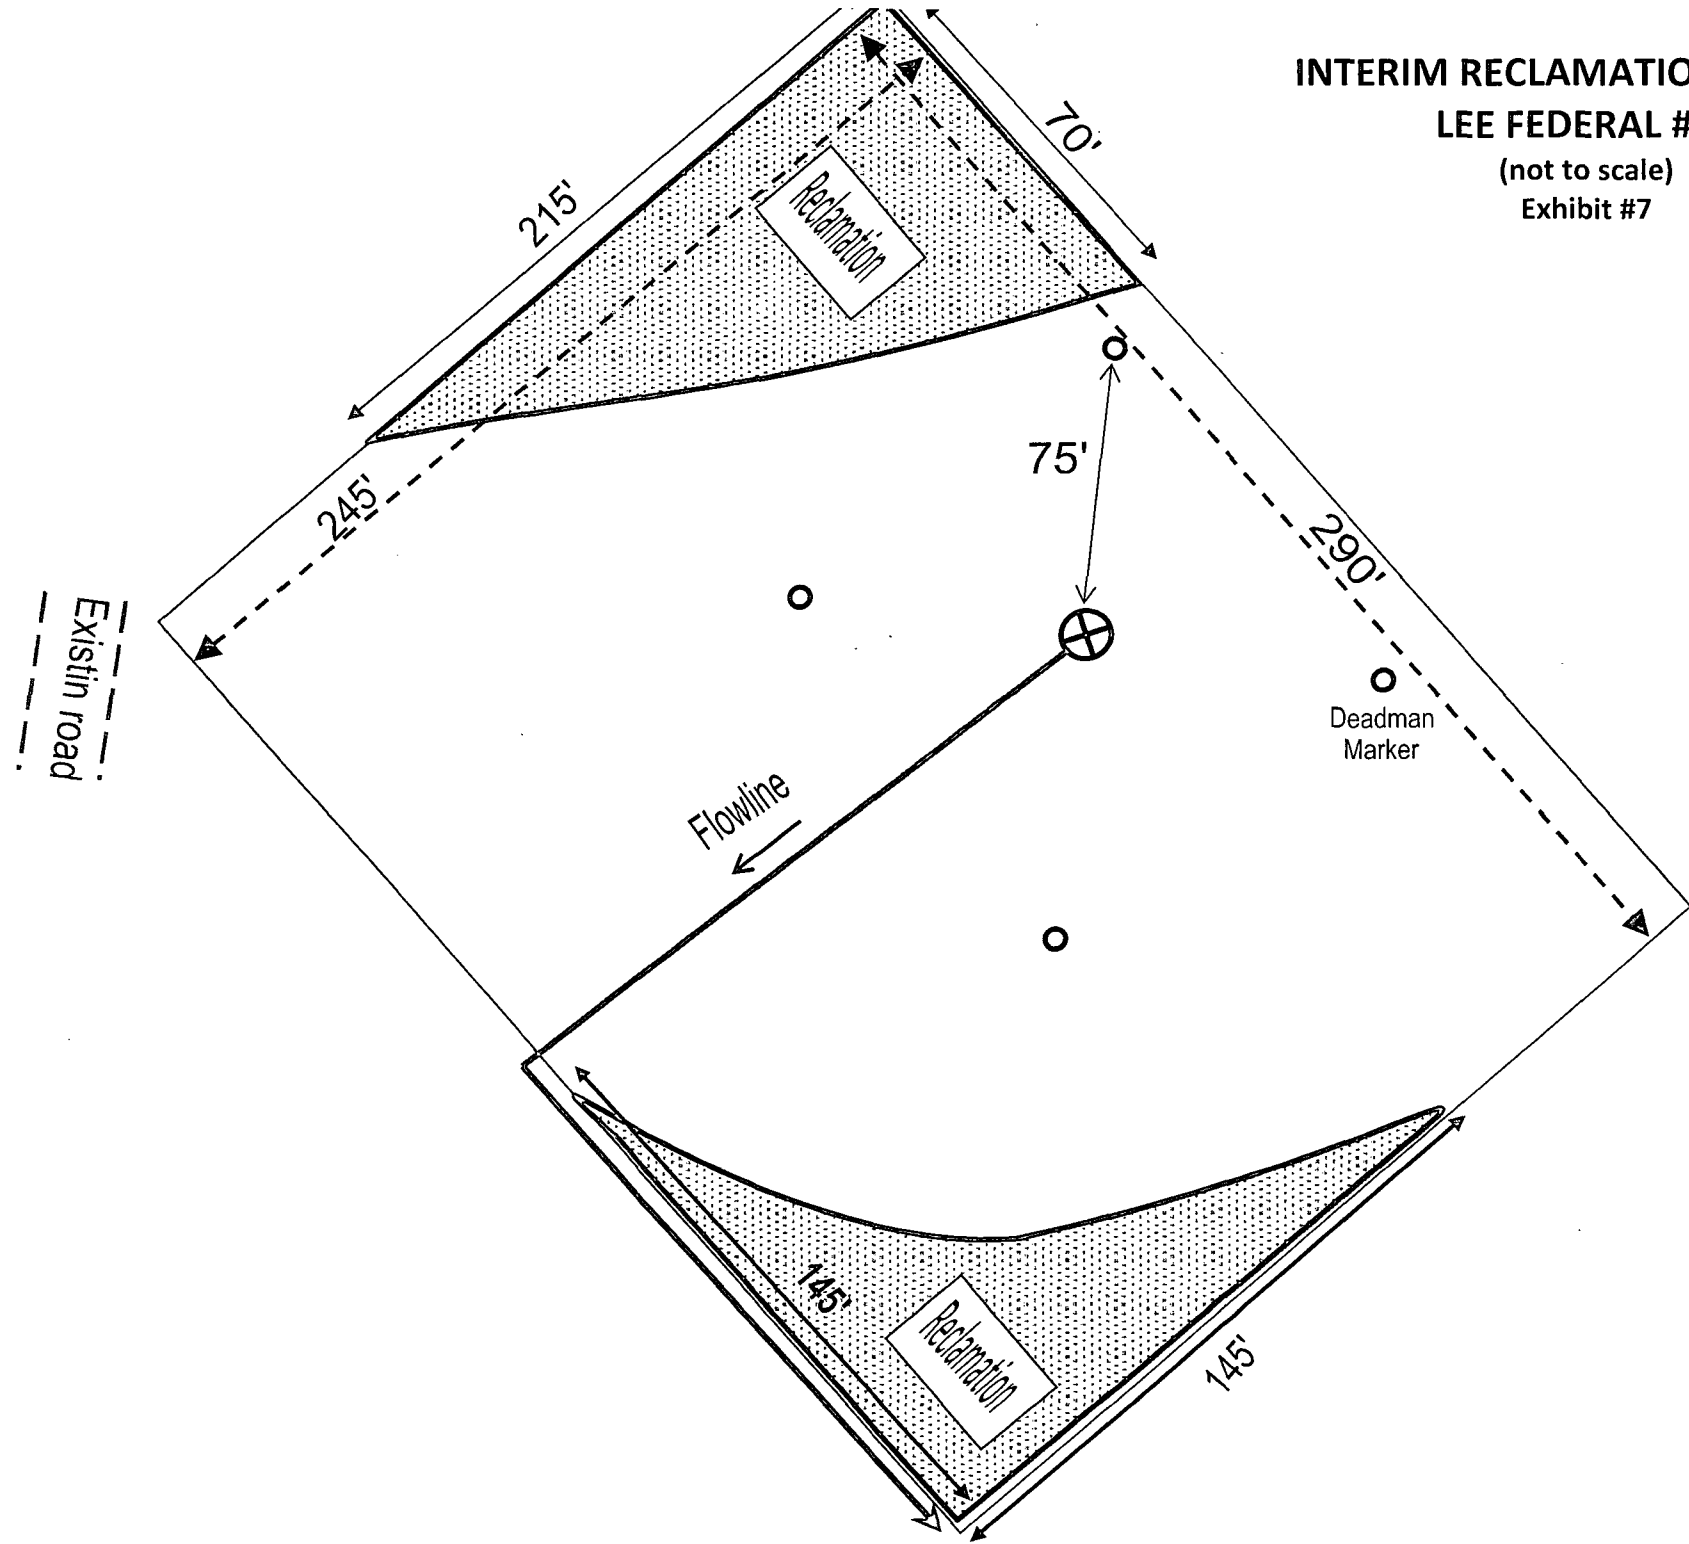 INTERIM RECLAMATIO
LEE FEDERAL #
(not to scale)
Exhibit #7
70'
215'
Reclamation
75'
245'
290'
Existin road
Deadman
Marker
Flowline
145'
Reclamation
145'